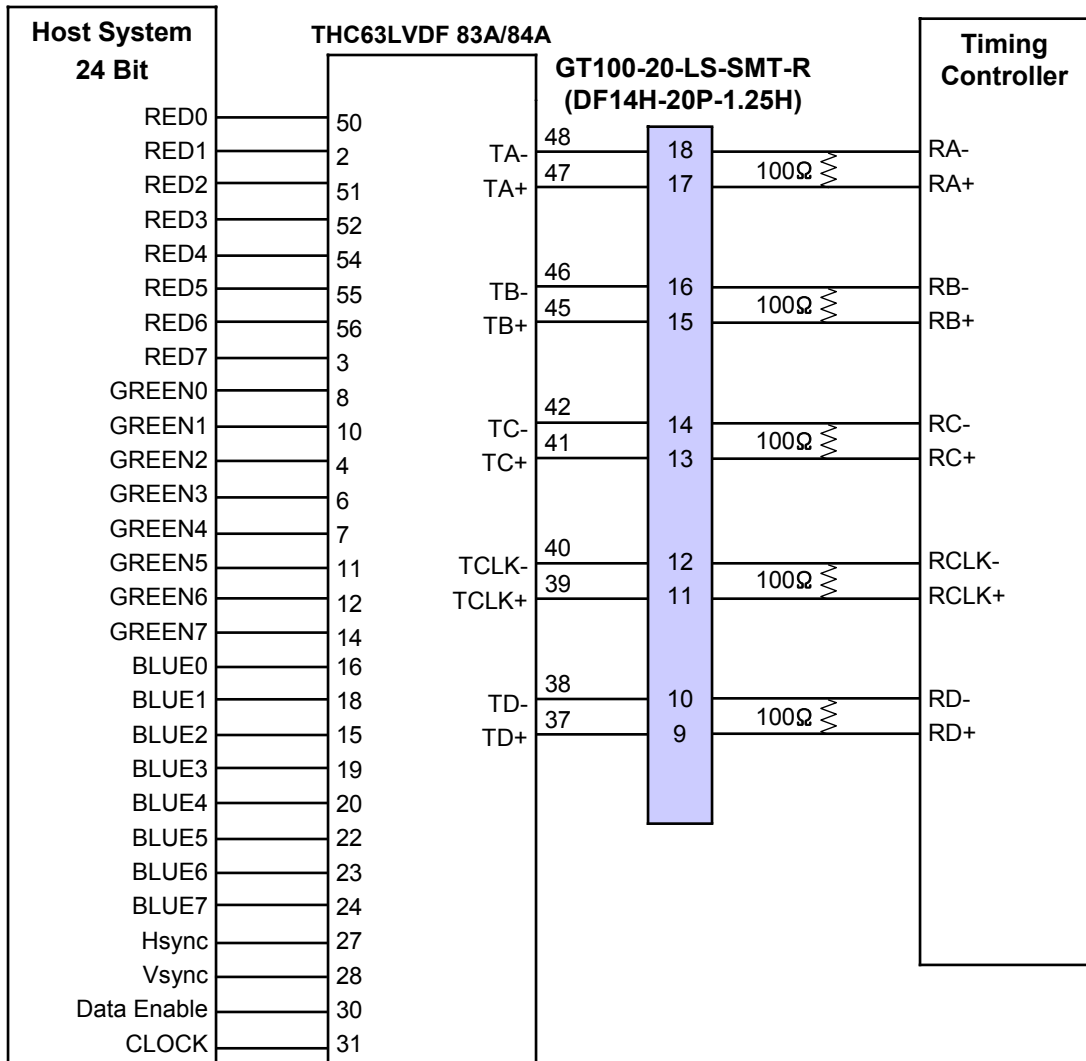 Host System
24 Bit
THC63LVDF 83A/84A
GT100-20-LS-SMT-R
(DF14H-20P-1.25H)
Timing
Controller
RED0 50
RED1 2
RED2 51
RED3 52
RED4 54
RED5 55
RED6 56
RED7 3
GREEN0 8
GREEN1 10
GREEN2 4
GREEN3 6
GREEN4 7
GREEN5 11
GREEN6 12
GREEN7 14
BLUE0 16
BLUE1 18
BLUE2 15
BLUE3 19
BLUE4 20
BLUE5 22
BLUE6 23
BLUE7 24
Hsync 27
Vsync 28
Data Enable 30
CLOCK 31
TA- 48 18 RA-
100Ω
TA+ 47 17 RA+
TB- 46 16 RB-
100Ω
TB+ 45 15 RB+
TC- 42 14 RC-
100Ω
TC+ 41 13 RC+
TCLK- 40 12 RCLK-
100Ω
TCLK+ 39 11 RCLK+
TD- 38 10 RD-
100Ω
TD+ 37 9 RD+